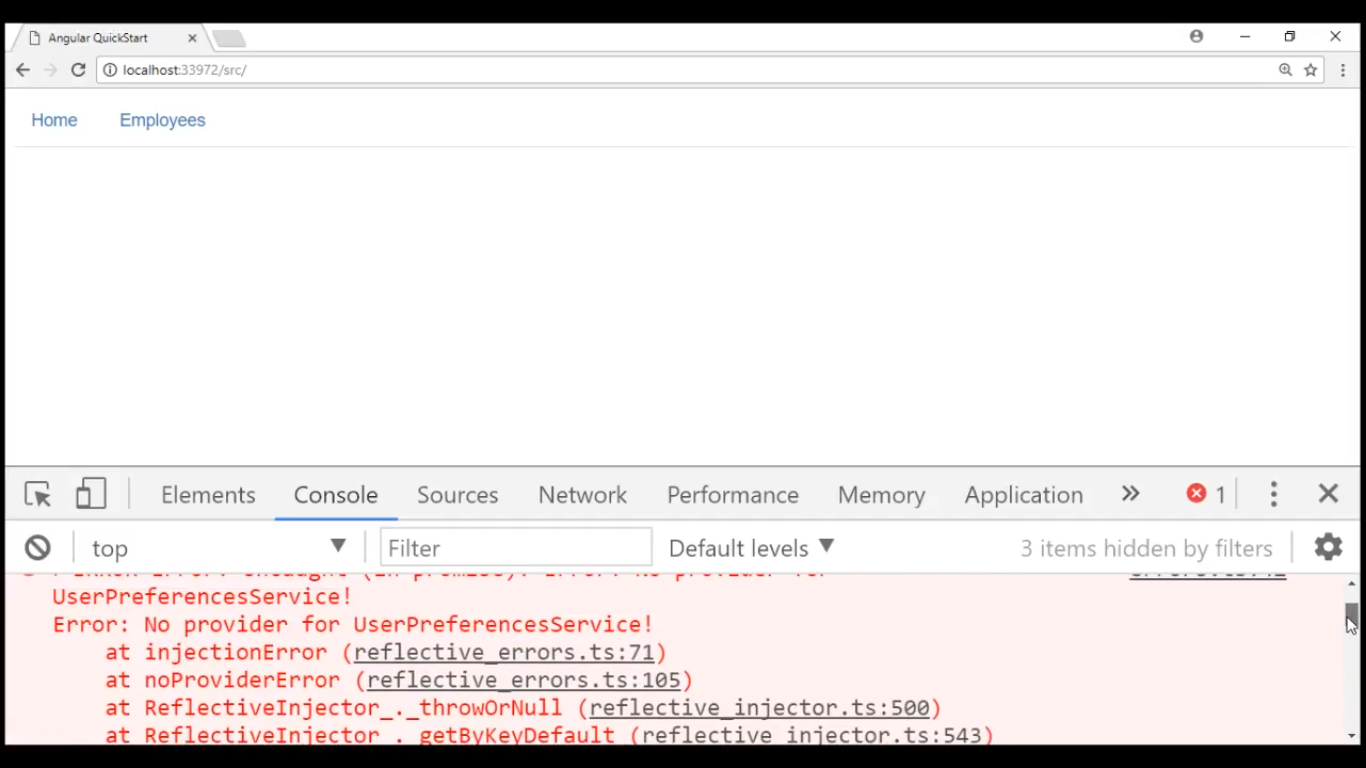 Angular QuickStart
localhost:33972/src/
Home Employees
Elements Console Sources Network Performance Memory Application 1
top Filter Default levels 3 items hidden by filters
UserPreferencesService!
Error: No provider for UserPreferencesService!
at injectionError (reflective_errors.ts:71)
at noProviderError (reflective_errors.ts:105)
at ReflectiveInjector_._throwOrNull (reflective_injector.ts:500)
at ReflectiveInjector_._getByKeyDefault (reflective_injector.ts:543)